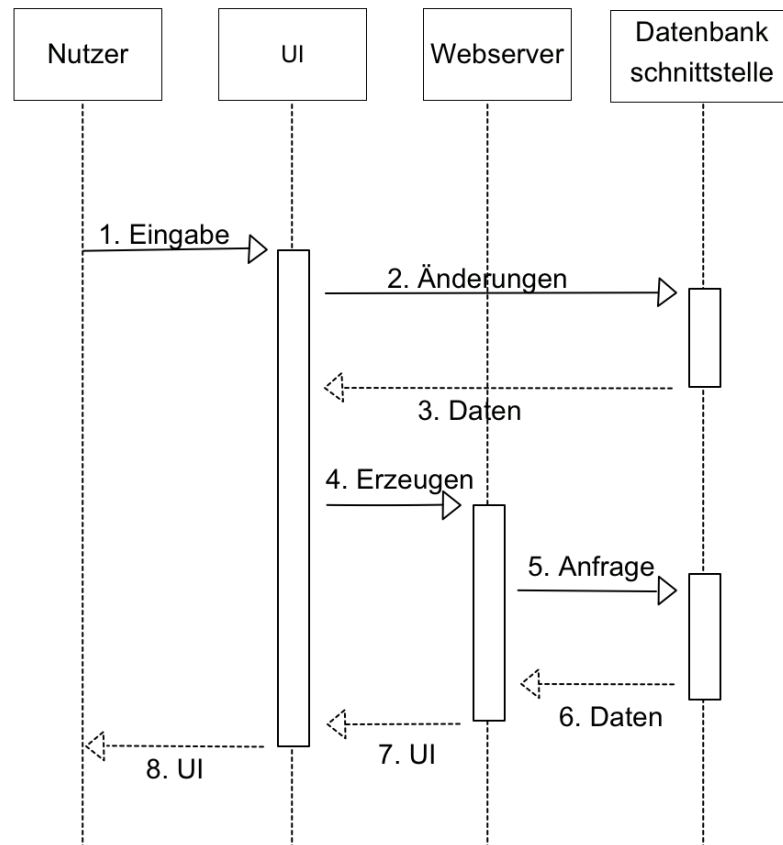 Nutzer
UI
Webserver
Datenbank
schnittstelle
1. Eingabe
2. Änderungen
3. Daten
4. Erzeugen
5. Anfrage
6. Daten
7. UI
8. UI